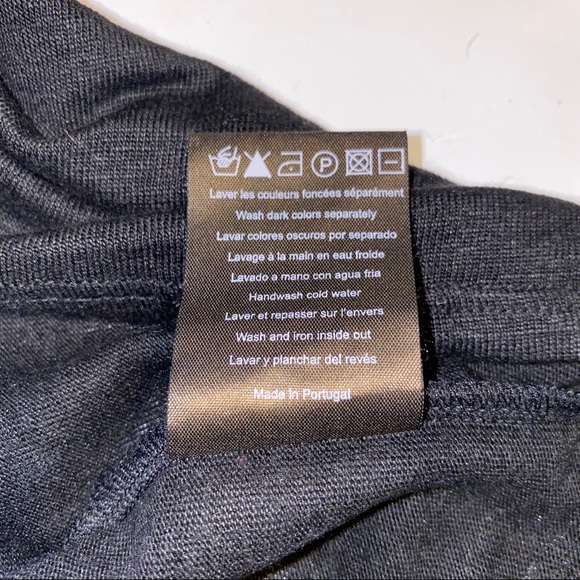 P
Laver les couleurs foncées séparément
Wash dark colors separately
Lavar colores oscuros por separado
Lavage à la main en eau froide
Lavado a mano con agua fria
Handwash cold water
Laver et repasser sur l'envers
Wash and iron inside out
Lavar y planchar del revés
Made in Portugal